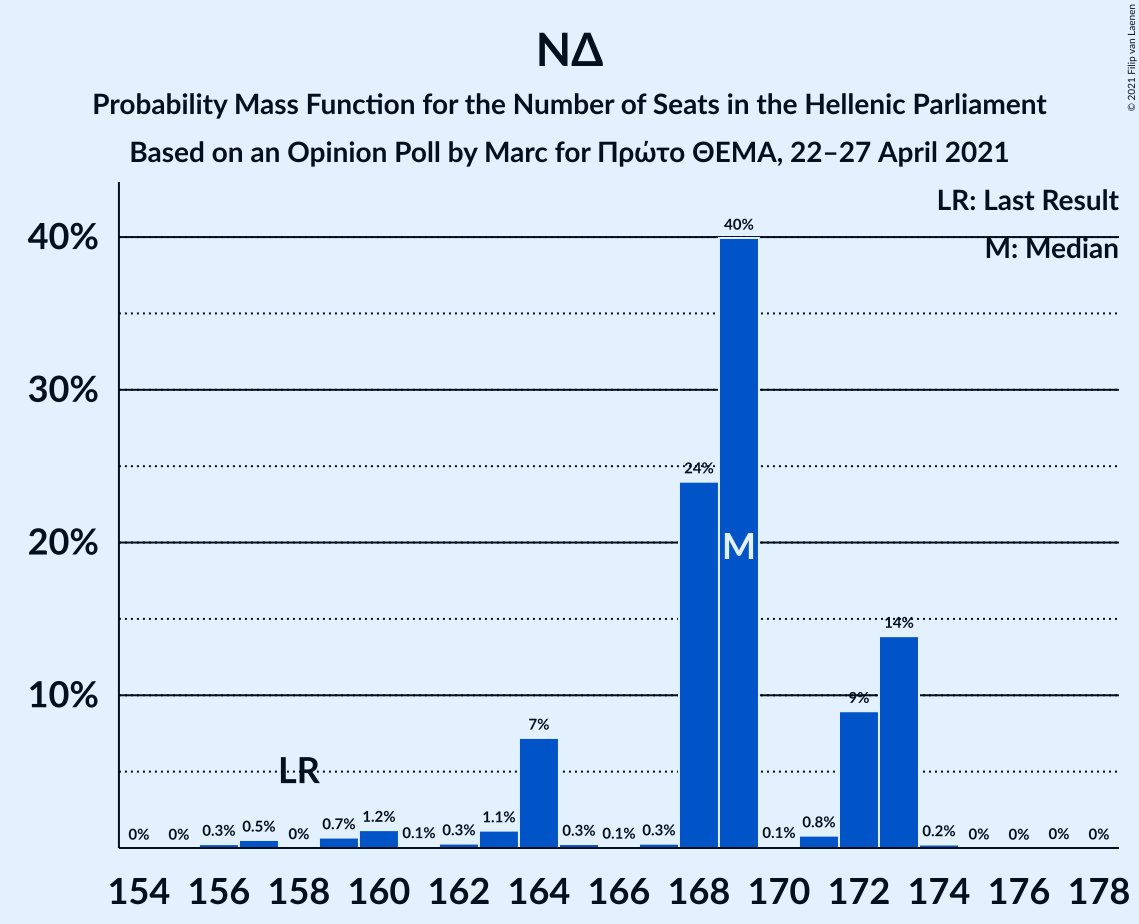 ΝΔ
Probability Mass Function for the Number of Seats in the Hellenic Parliament
Based on an Opinion Poll by Marc for Πρώτο ΘΕΜΑ, 22–27 April 2021
© 2021 Filip van Laenen
LR: Last Result
M: Median
40%
30%
20%
10%
0% 0% 0.3% 0.5% 0% 0.7% 1.2% 0.1% 0.3% 1.1% 7% 0.3% 0.1% 0.3% 24% 40% 0.1% 0.8% 9% 14% 0.2% 0% 0% 0% 0%
LR
M
154 156 158 160 162 164 166 168 170 172 174 176 178